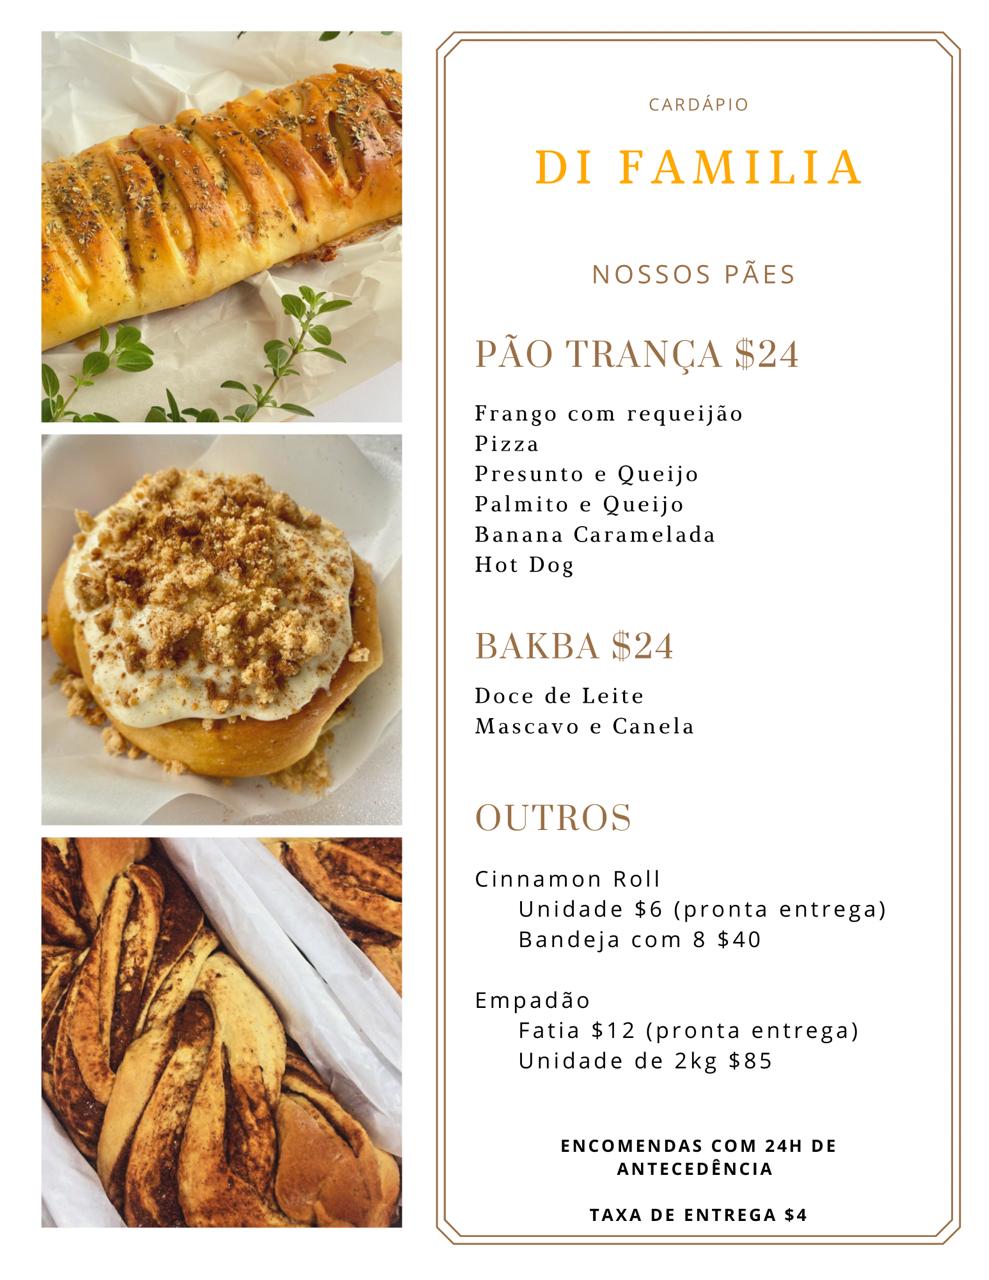 CARDÁPIO
DI FAMILIA
NOSSOS PÃES
PÃO TRANÇA $24
Frango com requeijão
Pizza
Presunto e Queijo
Palmito e Queijo
Banana Caramelada
Hot Dog
BAKBA $24
Doce de Leite
Mascavo e Canela
OUTROS
Cinnamon Roll
Unidade $6 (pronta entrega)
Bandeja com 8 $40
Empadão
Fatia $12 (pronta entrega)
Unidade de 2kg $85
ENCOMENDAS COM 24H DE
ANTECEDÊNCIA
TAXA DE ENTREGA $4